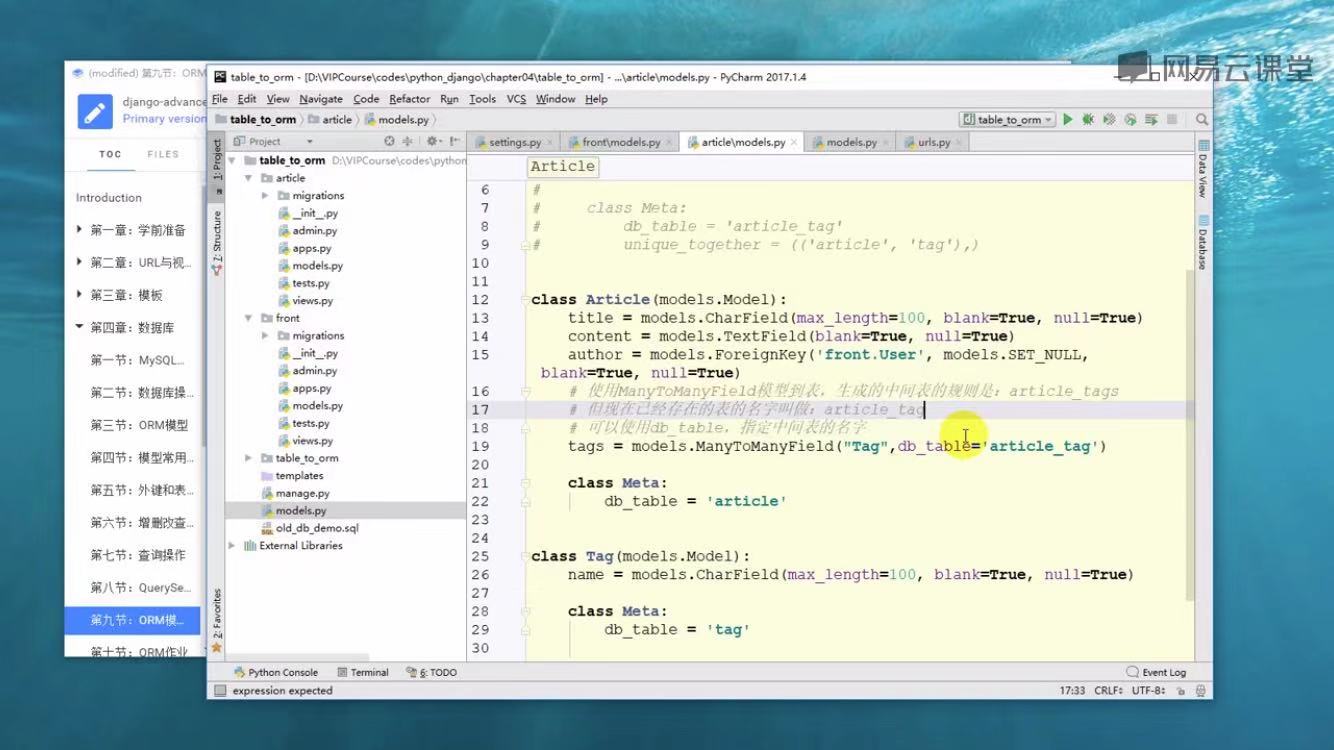 网易云课堂
(modified) 第九节：ORM
django-advance
Primary version
TOC FILES
Introduction
第一章：学前准备
第二章：URL与视...
第三章：模板
第四章：数据库
第一节：MySQL...
第二节：数据库操...
第三节：ORM模型
第四节：模型常用...
第五节：外键和表...
第六节：增删改查...
第七节：查询操作
第八节：QuerySe...
第九节：ORM模...
第十节：ORM作业
table_to_orm - [D:\VIPCourse\codes\python_django\chapter04\table_to_orm] - ...\article\models.py - PyCharm 2017.1.4
File Edit View Navigate Code Refactor Run Tools VCS Window Help
table_to_orm article models.py table_to_orm
Project settings.py front\models.py article\models.py models.py urls.py
1: Project
7: Structure
2: Favorites
table_to_orm D:\VIPCourse\codes\python
article
migrations
__init__.py
admin.py
apps.py
models.py
tests.py
views.py
front
migrations
__init__.py
admin.py
apps.py
models.py
tests.py
views.py
table_to_orm
templates
manage.py
models.py
old_db_demo.sql
External Libraries
Article
6 #
7 #     class Meta:
8 #         db_table = 'article_tag'
9 #         unique_together = (('article', 'tag'),)
10
11
12 class Article(models.Model):
13     title = models.CharField(max_length=100, blank=True, null=True)
14     content = models.TextField(blank=True, null=True)
15     author = models.ForeignKey('front.User', models.SET_NULL,
blank=True, null=True)
16     # 使用ManyToManyField模型到表，生成的中间表的规则是：article_tags
17     # 但现在已经存在的表的名字叫做：article_tag
18     # 可以使用db_table，指定中间表的名字
19     tags = models.ManyToManyField("Tag",db_table='article_tag')
20
21     class Meta:
22         db_table = 'article'
23
24
25 class Tag(models.Model):
26     name = models.CharField(max_length=100, blank=True, null=True)
27
28     class Meta:
29         db_table = 'tag'
30
Data View
Database
Python Console Terminal 6: TODO Event Log
expression expected 17:33 CRLF UTF-8